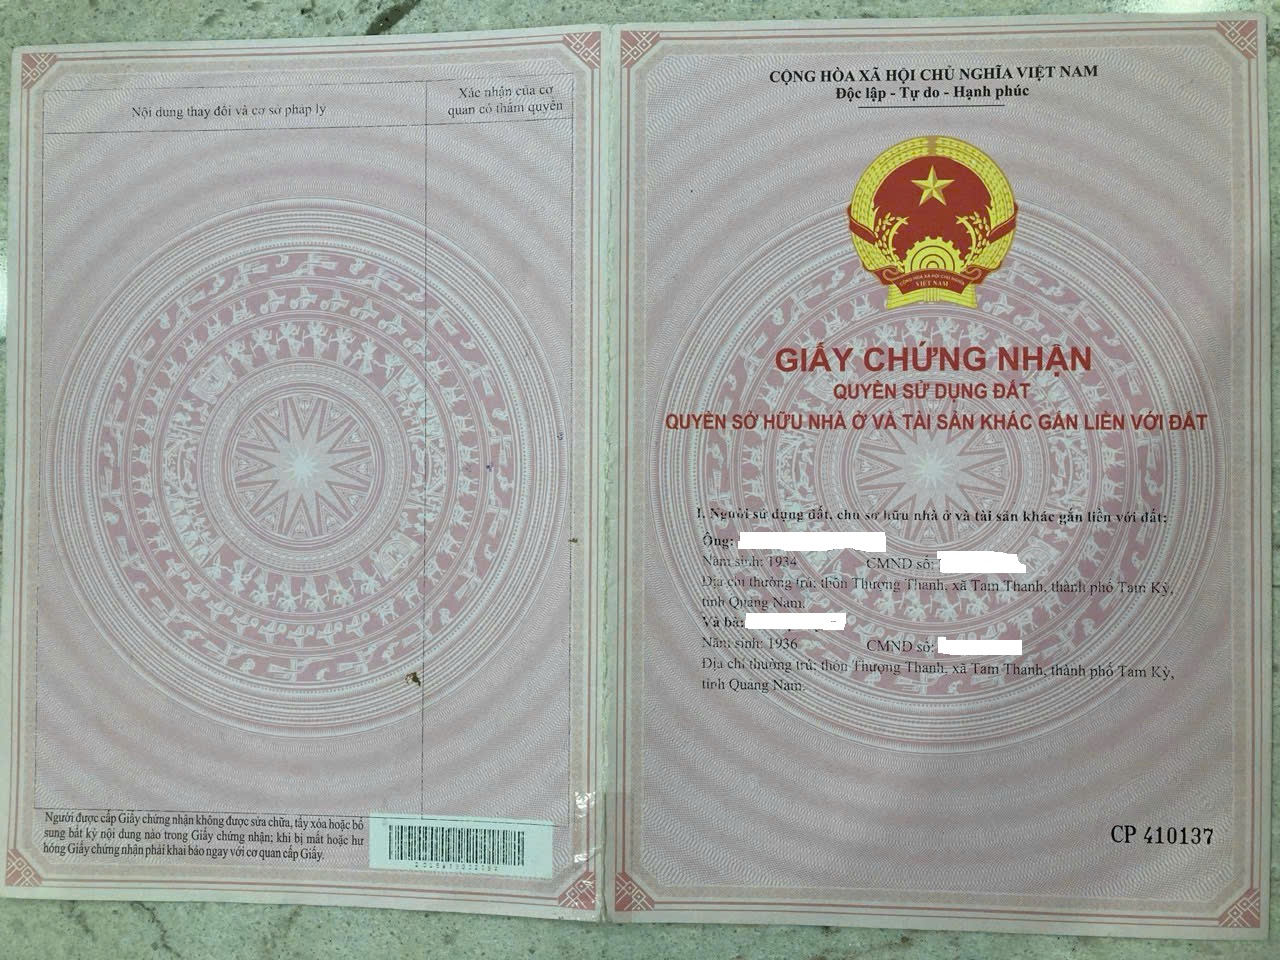 Nội dung thay đổi và cơ sở pháp lý
Xác nhận của cơ
quan có thẩm quyền
Người được cấp Giấy chứng nhận không được sửa chữa, tẩy xóa hoặc bổ
sung bất kỳ nội dung nào trong Giấy chứng nhận; khi bị mất hoặc hư
hỏng Giấy chứng nhận phải khai báo ngay với cơ quan cấp Giấy.
CỘNG HÒA XÃ HỘI CHỦ NGHĨA VIỆT NAM
Độc lập - Tự do - Hạnh phúc
CỘNG HÒA XÃ HỘI CHỦ NGHĨA
VIỆT NAM
GIẤY CHỨNG NHẬN
QUYỀN SỬ DỤNG ĐẤT
QUYỀN SỞ HỮU NHÀ Ở VÀ TÀI SẢN KHÁC GẮN LIỀN VỚI ĐẤT
I. Người sử dụng đất, chủ sở hữu nhà ở và tài sản khác gắn liền với đất:
Ông:
Năm sinh: 1934 CMND số:
Địa chỉ thường trú: thôn Thượng Thanh, xã Tam Thanh, thành phố Tam Kỳ,
tỉnh Quảng Nam.
Và bà:
Năm sinh: 1936 CMND số:
Địa chỉ thường trú: thôn Thượng Thanh, xã Tam Thanh, thành phố Tam Kỳ,
tỉnh Quảng Nam.
CP 410137